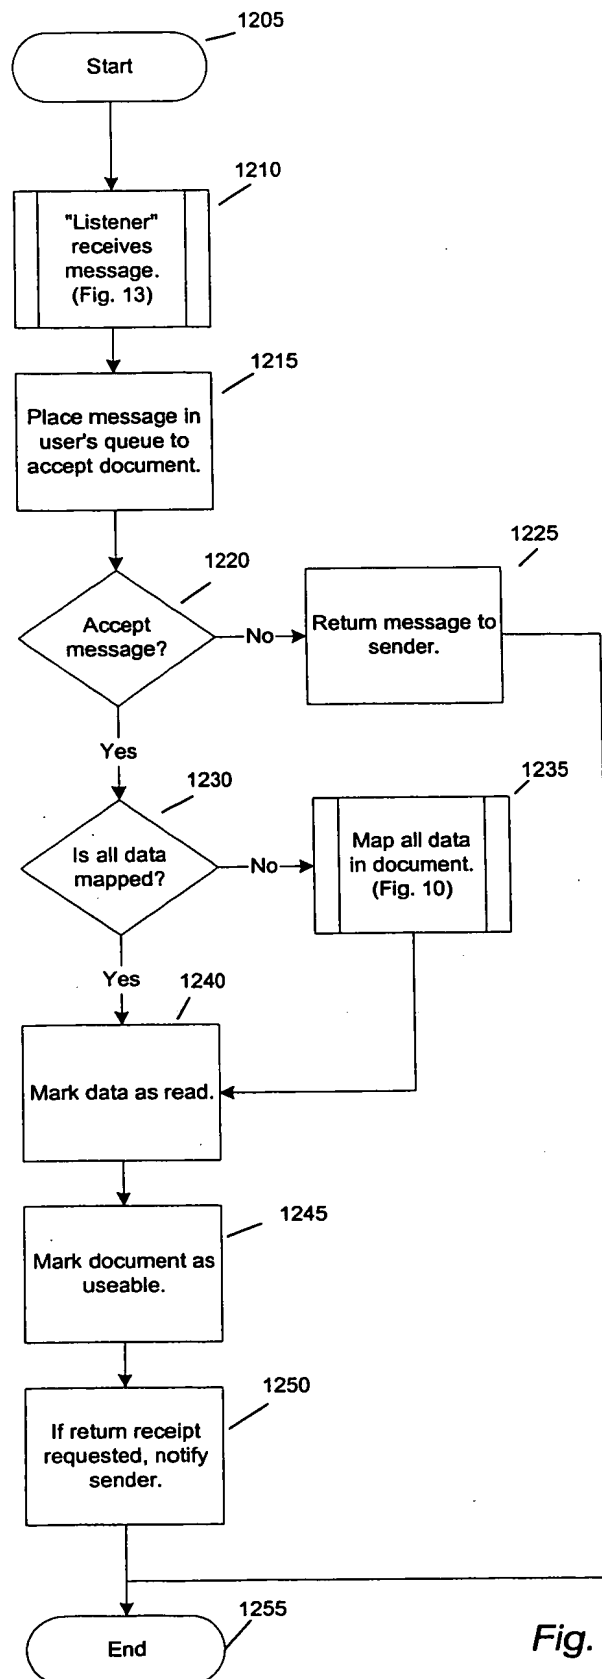 1205
Start
1210
"Listener"
receives
message.
(Fig. 13)
1215
Place message in
user's queue to
accept document.
1220
Accept
message?
No
1225
Return message to
sender.
Yes
1230
Is all data
mapped?
No
1235
Map all data
in document.
(Fig. 10)
Yes
1240
Mark data as read.
1245
Mark document as
useable.
1250
If return receipt
requested, notify
sender.
1255
End
Fig.